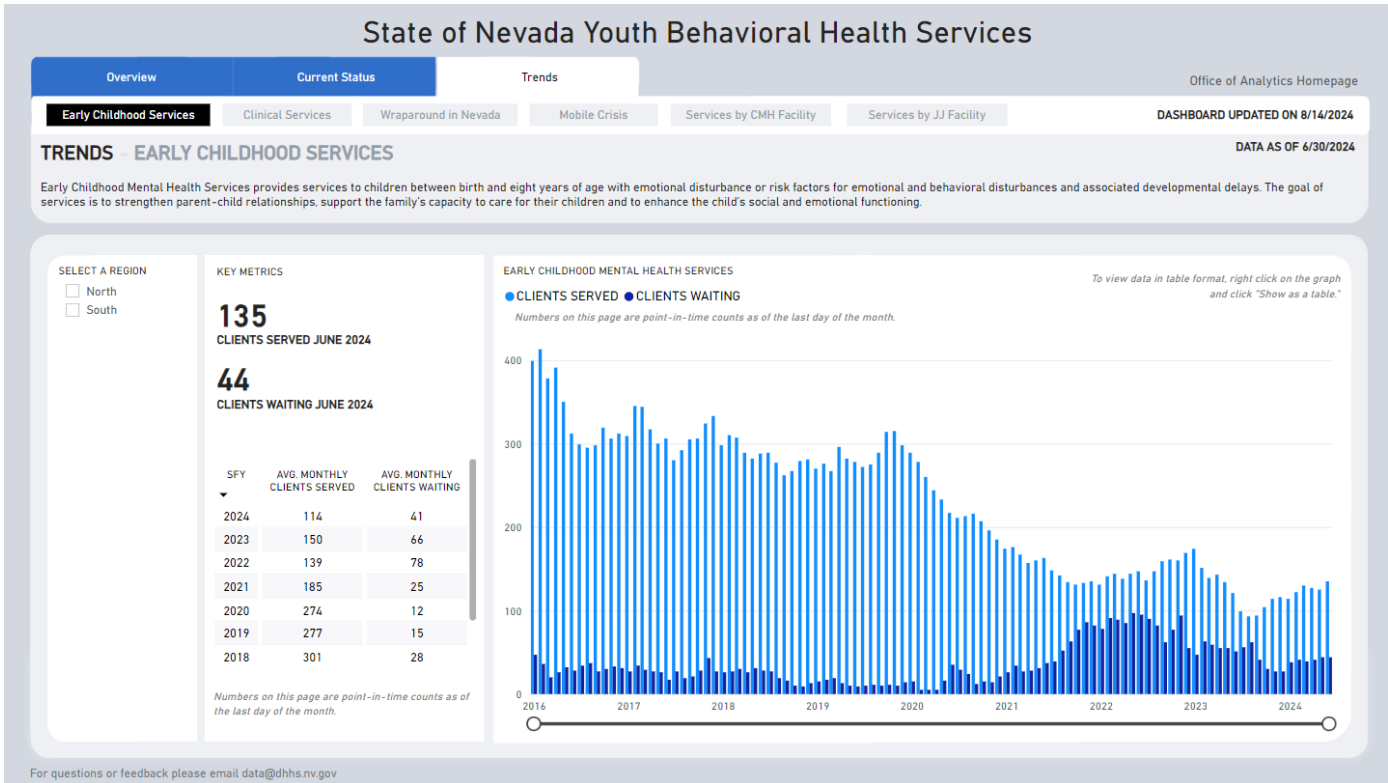 State of Nevada Youth Behavioral Health Services
Overview
Current Status
Trends
Office of Analytics Homepage
Early Childhood Services
Clinical Services
Wraparound in Nevada
Mobile Crisis
Services by CMH Facility
Services by JJ Facility
DASHBOARD UPDATED ON 8/14/2024
TRENDS - EARLY CHILDHOOD SERVICES
DATA AS OF 6/30/2024
Early Childhood Mental Health Services provides services to children between birth and eight years of age with emotional disturbance or risk factors for emotional and behavioral disturbances and associated developmental delays. The goal of
services is to strengthen parent-child relationships, support the family's capacity to care for their children and to enhance the child's social and emotional functioning.
SELECT A REGION
North
South
KEY METRICS
135
CLIENTS SERVED JUNE 2024
44
CLIENTS WAITING JUNE 2024
SFY AVG. MONTHLY CLIENTS SERVED AVG. MONTHLY CLIENTS WAITING
2024 114 41
2023 150 66
2022 139 78
2021 185 25
2020 274 12
2019 277 15
2018 301 28
Numbers on this page are point-in-time counts as of
the last day of the month.
EARLY CHILDHOOD MENTAL HEALTH SERVICES
CLIENTS SERVED CLIENTS WAITING
Numbers on this page are point-in-time counts as of the last day of the month.
To view data in table format, right click on the graph
and click "Show as a table."
400
300
200
100
0
2016 2017 2018 2019 2020 2021 2022 2023 2024
For questions or feedback please email data@dhhs.nv.gov